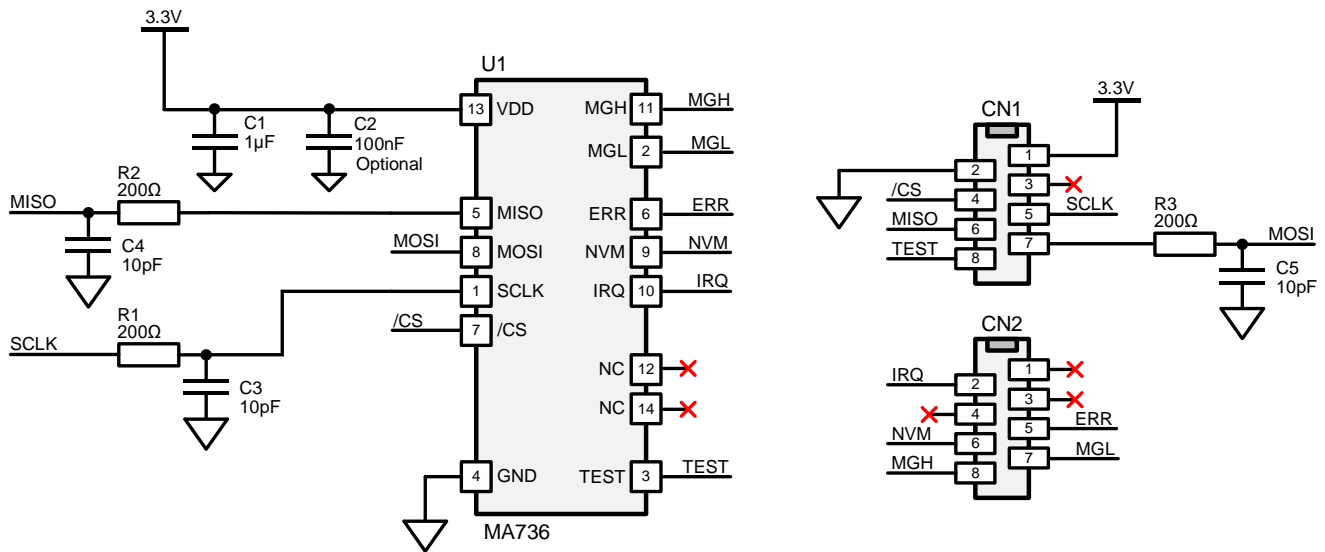 3.3V
U1
13 VDD
MGH 11 MGH
C1
1µF
C2
100nF
Optional
MGL 2 MGL
R2
200Ω
MISO
5 MISO
ERR 6 ERR
C4
10pF
MOSI
8 MOSI
NVM 9 NVM
1 SCLK
IRQ 10 IRQ
R1
200Ω
/CS
7 /CS
SCLK
NC 12
C3
10pF
NC 14
4 GND
TEST 3 TEST
MA736
3.3V
CN1
1
2
3
/CS
4
5
SCLK
MISO
6
7
R3
200Ω
MOSI
TEST
8
C5
10pF
CN2
1
IRQ
2
3
4
5
ERR
NVM
6
7
MGL
MGH
8